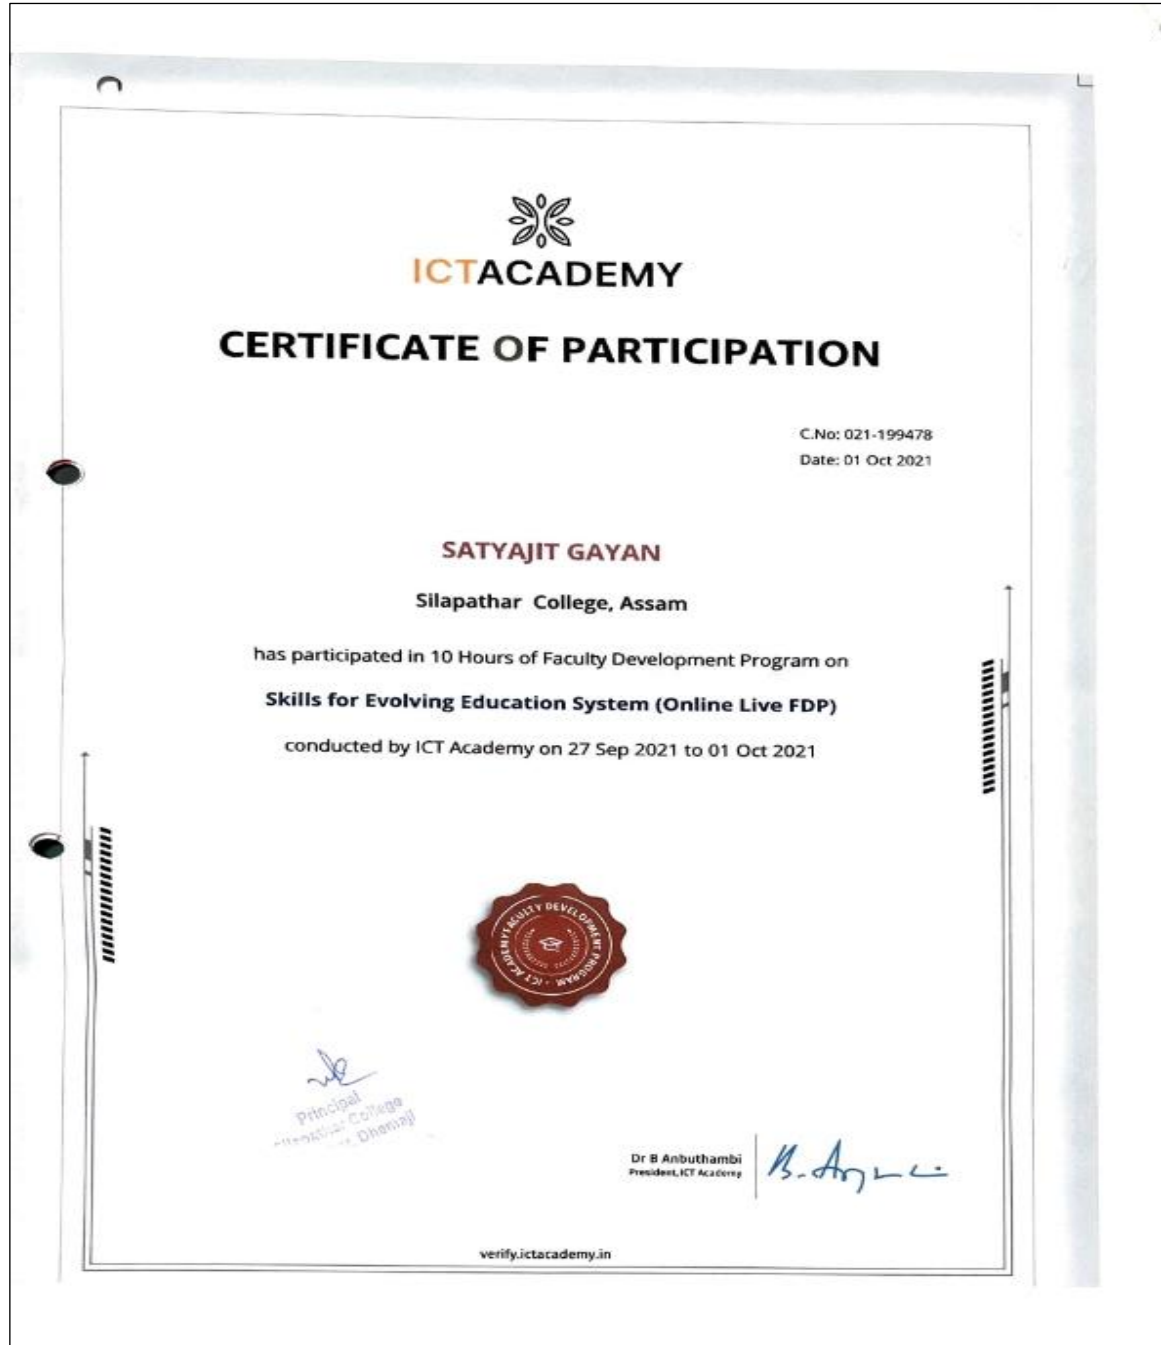 ICTACADEMY
CERTIFICATE OF PARTICIPATION
C.No: 021-199478
Date: 01 Oct 2021
SATYAJIT GAYAN
Silapathar College, Assam
has participated in 10 Hours of Faculty Development Program on
Skills for Evolving Education System (Online Live FDP)
conducted by ICT Academy on 27 Sep 2021 to 01 Oct 2021
ICT ACADEMY FACULTY DEVELOPMENT PROGRAM
Principal
College
Dhemaji
Dr B Anbuthambi
President, ICT Academy
verify.ictacademy.in